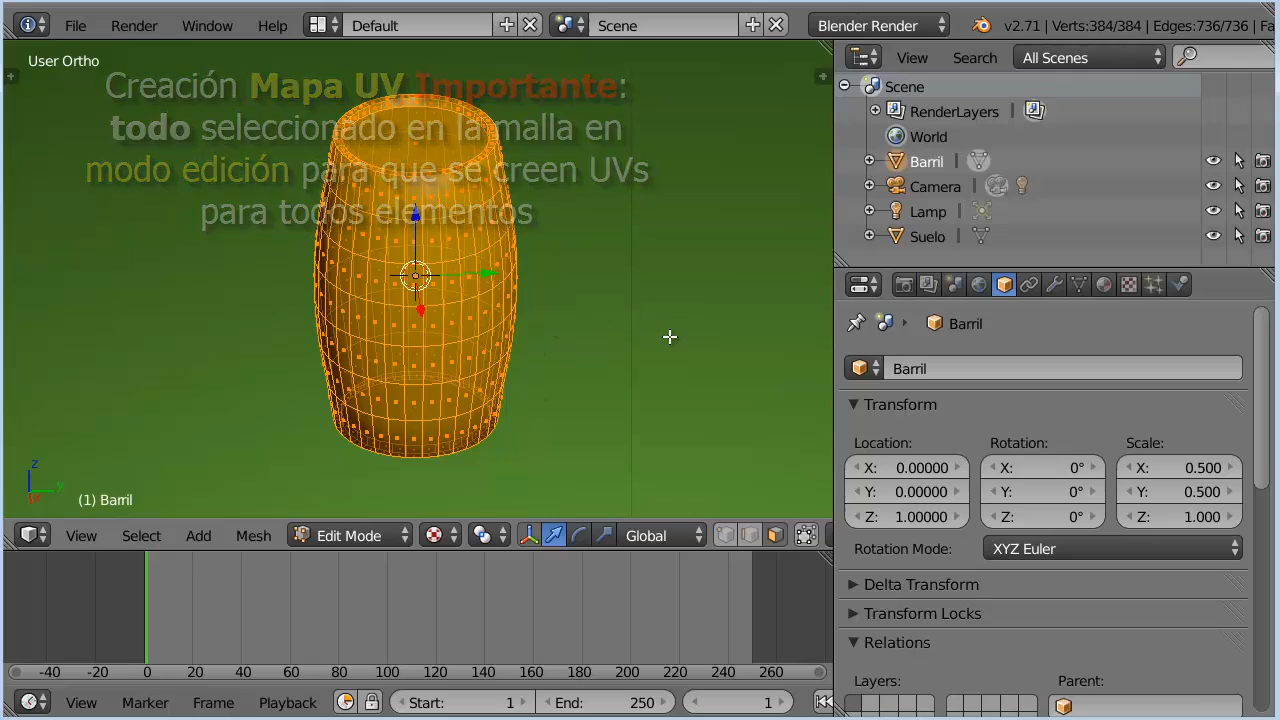 File Render Window Help Default Scene Blender Render v2.71 | Verts:384/384 | Edges:736/736 | Fa
User Ortho
Creación Mapa UV Importante:
todo seleccionado en la malla en
modo edición para que se creen UVs
para todos elementos
(1) Barril
z
y
x
View Select Add Mesh Edit Mode Global
-40 -20 0 20 40 60 80 100 120 140 160 180 200 220 240 260
View Marker Frame Playback Start: 1 End: 250 1
View Search All Scenes
Scene
RenderLayers |
World
Barril |
Camera |
Lamp |
Suelo |
Barril
Barril
Transform
Location: Rotation: Scale:
X: 0.00000 X: 0° X: 0.500
Y: 0.00000 Y: 0° Y: 0.500
Z: 1.00000 Z: 0° Z: 1.000
Rotation Mode: XYZ Euler
Delta Transform
Transform Locks
Relations
Layers: Parent: